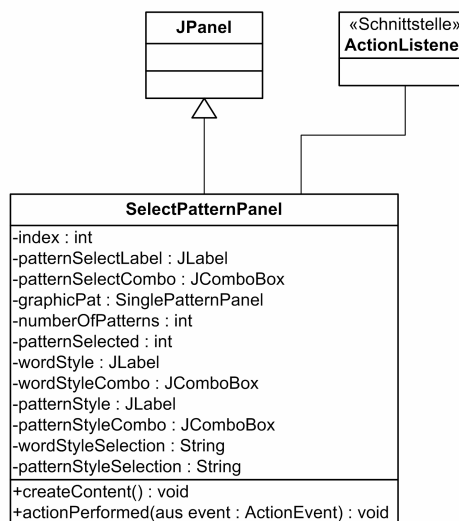 JPanel
«Schnittstelle»
ActionListene
SelectPatternPanel
-index : int
-patternSelectLabel : JLabel
-patternSelectCombo : JComboBox
-graphicPat : SinglePatternPanel
-numberOfPatterns : int
-patternSelected : int
-wordStyle : JLabel
-wordStyleCombo : JComboBox
-patternStyle : JLabel
-patternStyleCombo : JComboBox
-wordStyleSelection : String
-patternStyleSelection : String
+createContent() : void
+actionPerformed(aus event : ActionEvent) : void